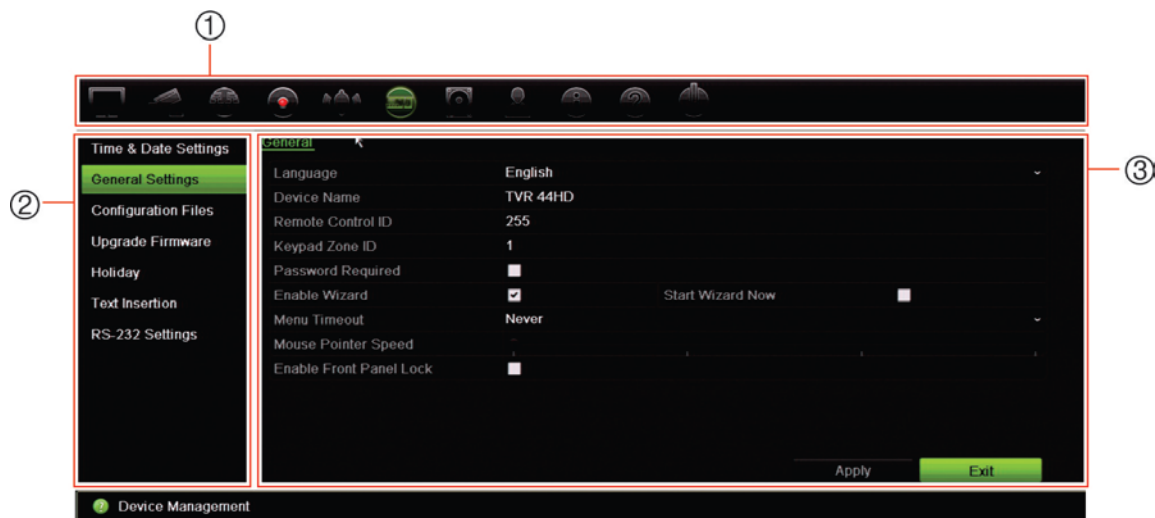 ①
Time & Date Settings
General Settings
Configuration Files
Upgrade Firmware
Holiday
Text Insertion
RS-232 Settings
②
General
Language English
Device Name TVR 44HD
Remote Control ID 255
Keypad Zone ID 1
Password Required
Enable Wizard Start Wizard Now
Menu Timeout Never
Mouse Pointer Speed
Enable Front Panel Lock
Apply Exit
③
Device Management